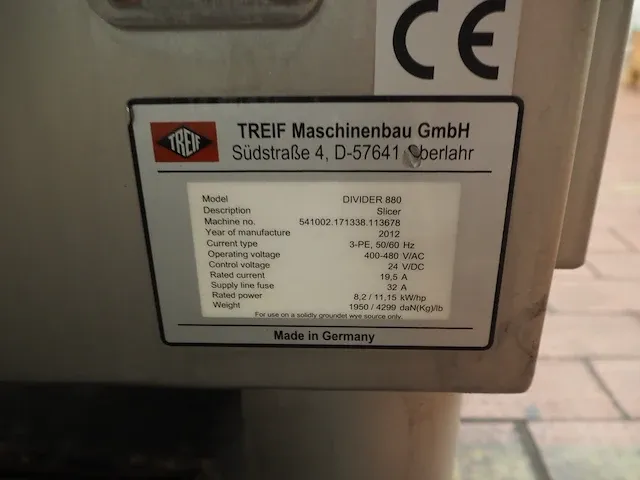 CE
TREIF
TREIF Maschinenbau GmbH
Südstraße 4, D-57641 Oberlahr
Model DIVIDER 880
Description Slicer
Machine no. 541002.171338.113678
Year of manufacture 2012
Current type 3-PE, 50/60 Hz
Operating voltage 400-480 V/AC
Control voltage 24 V/DC
Rated current 19,5 A
Supply line fuse 32 A
Rated power 8,2 / 11,15 kW/hp
Weight 1950 / 4299 daN(Kg)/lb
For use on a solidly groundet wye source only.
Made in Germany